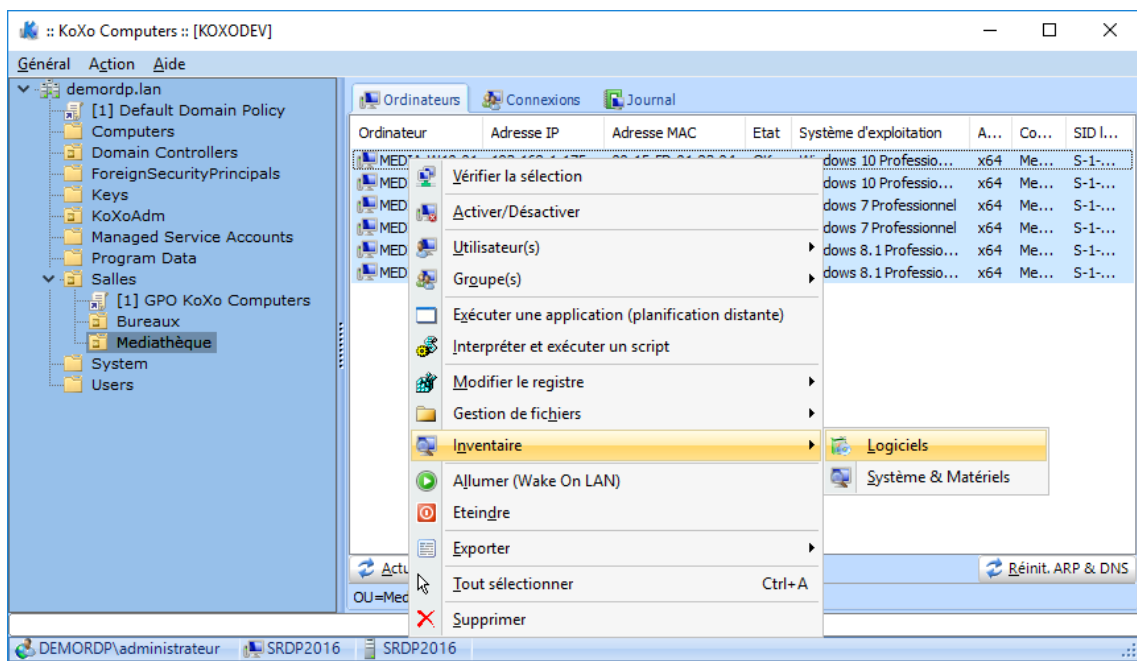 :: KoXo Computers :: [KOXODEV]
Général Action Aide
demordp.lan
[1] Default Domain Policy
Computers
Domain Controllers
ForeignSecurityPrincipals
Keys
KoXoAdm
Managed Service Accounts
Program Data
Salles
[1] GPO KoXo Computers
Bureaux
Mediathèque
System
Users
Ordinateurs Connexions Journal
Ordinateur Adresse IP Adresse MAC Etat Système d'exploitation A... Co... SID l...
dows 10 Professio... x64 Me... S-1-...
MED dows 10 Professio... x64 Me... S-1-...
MED dows 7 Professionnel x64 Me... S-1-...
MED dows 7 Professionnel x64 Me... S-1-...
MED dows 8.1 Professio... x64 Me... S-1-...
MED dows 8.1 Professio... x64 Me... S-1-...
Vérifier la sélection
Activer/Désactiver
Utilisateur(s)
Groupe(s)
Exécuter une application (planification distante)
Interpréter et exécuter un script
Modifier le registre
Gestion de fichiers
Inventaire
Logiciels
Système & Matériels
Allumer (Wake On LAN)
Eteindre
Exporter
Tout sélectionner Ctrl+A
Supprimer
Actu
Réinit. ARP & DNS
OU=Med
DEMORDP\administrateur SRDP2016 SRDP2016